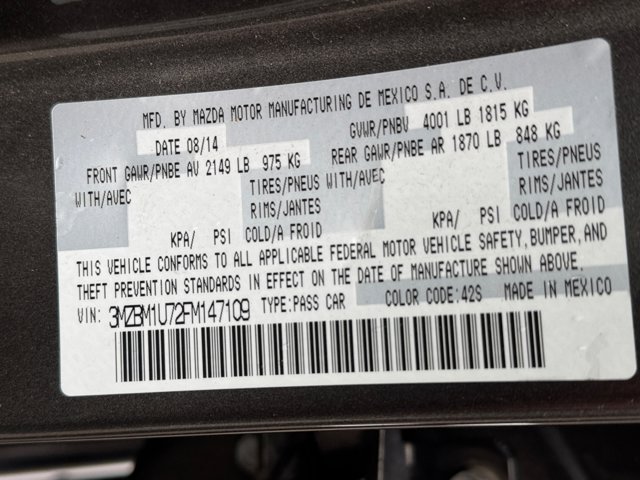 MFD. BY MAZDA MOTOR MANUFACTURING DE MEXICO S.A. DE C.V.
DATE 08/14 GVWR/PNBV 4001 LB 1815 KG
FRONT GAWR/PNBE AV 2149 LB 975 KG REAR GAWR/PNBE AR 1870 LB 848 KG
WITH/AVEC TIRES/PNEUS WITH/AVEC TIRES/PNEUS
RIMS/JANTES RIMS/JANTES
KPA/ PSI COLD/A FROID KPA/ PSI COLD/A FROID
THIS VEHICLE CONFORMS TO ALL APPLICABLE FEDERAL MOTOR VEHICLE SAFETY, BUMPER, AND
THEFT PREVENTION STANDARDS IN EFFECT ON THE DATE OF MANUFACTURE SHOWN ABOVE.
VIN: 3MZBM1U72FM147109 TYPE:PASS CAR COLOR CODE:42S MADE IN MEXICO